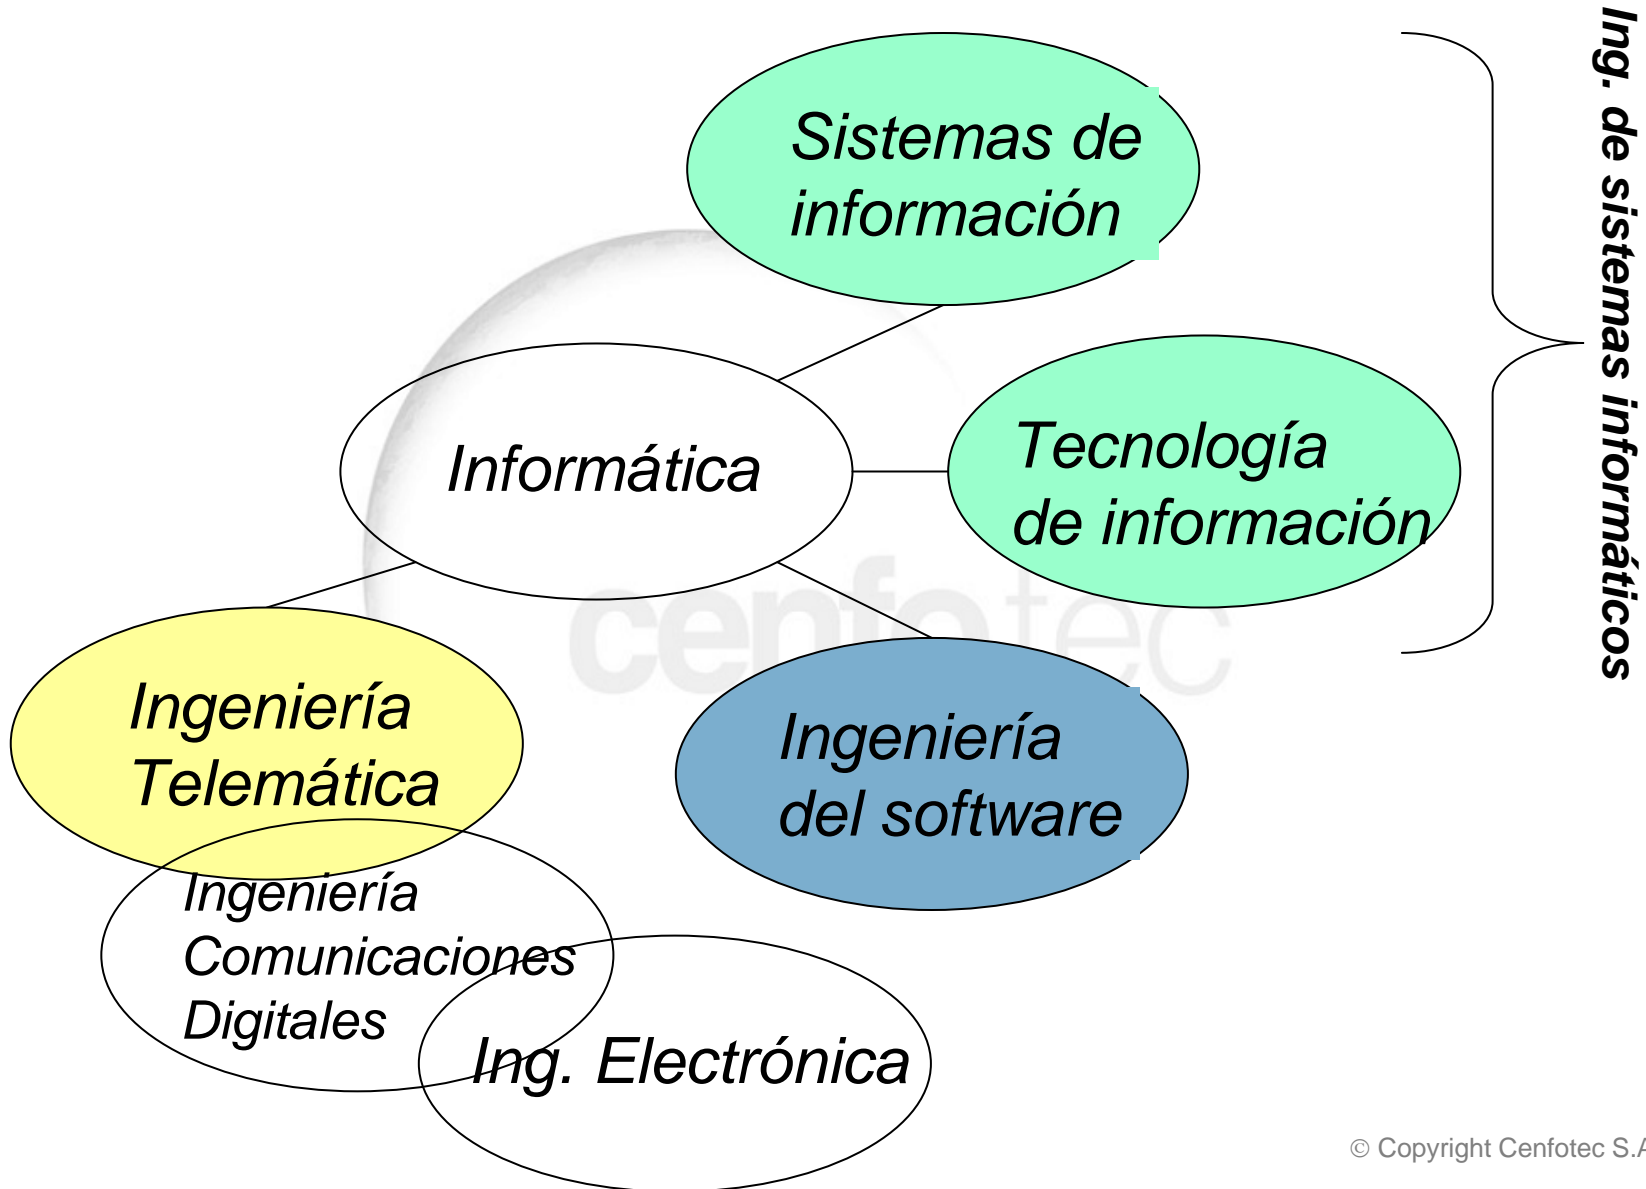 Sistemas de
información
Informática
Tecnología
de información
Ing. de sistemas informáticos
cenfotec
Ingeniería
Telemática
Ingeniería
del software
Ingeniería
Comunicaciones
Digitales
Ing. Electrónica
© Copyright Cenfotec S.A